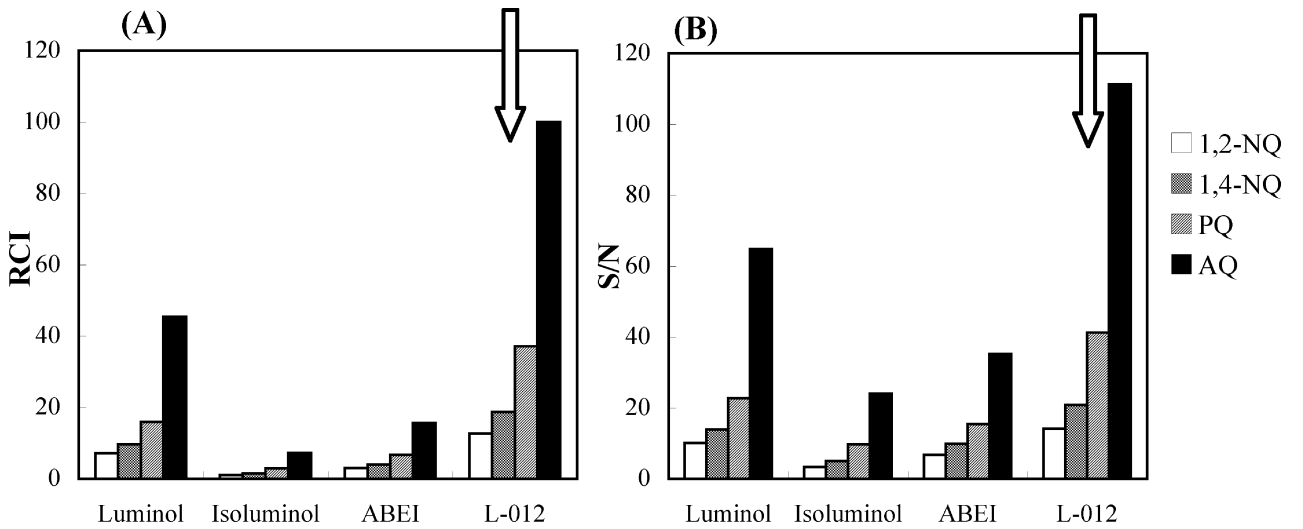 (A)
120
100
80
60
40
20
0
RCI
Luminol Isoluminol ABEI L-012
(B)
120
100
80
60
40
20
0
S/N
Luminol Isoluminol ABEI L-012
1,2-NQ
1,4-NQ
PQ
AQ